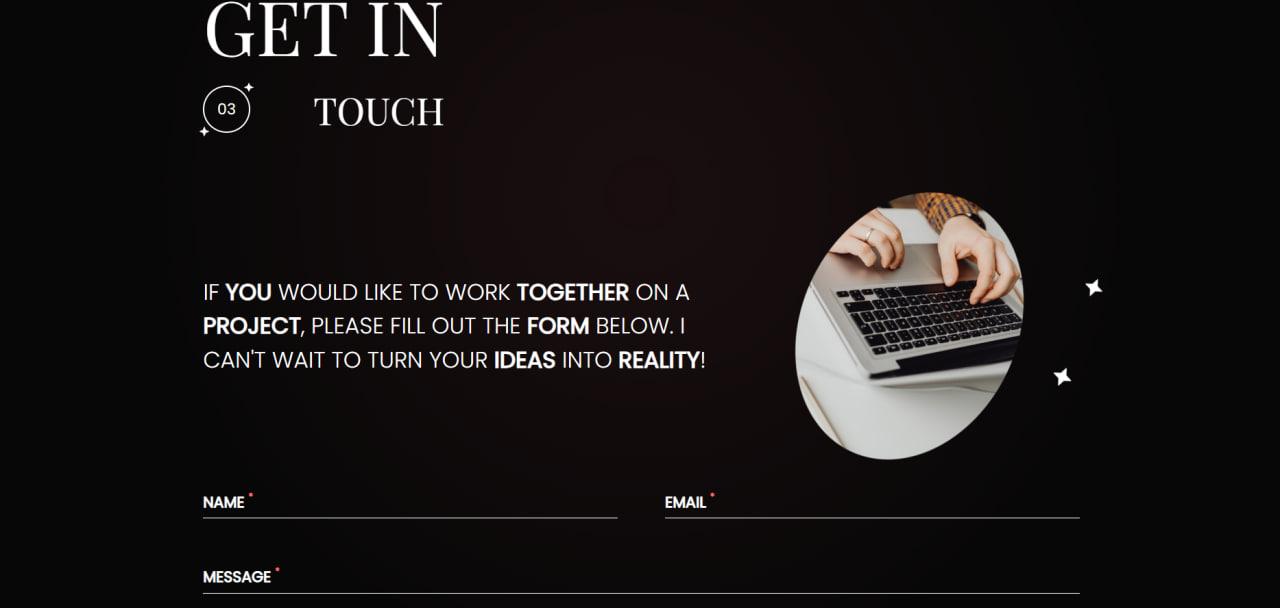 GET IN
03 TOUCH
IF YOU WOULD LIKE TO WORK TOGETHER ON A
PROJECT, PLEASE FILL OUT THE FORM BELOW. I
CAN'T WAIT TO TURN YOUR IDEAS INTO REALITY!
NAME * EMAIL *
MESSAGE *